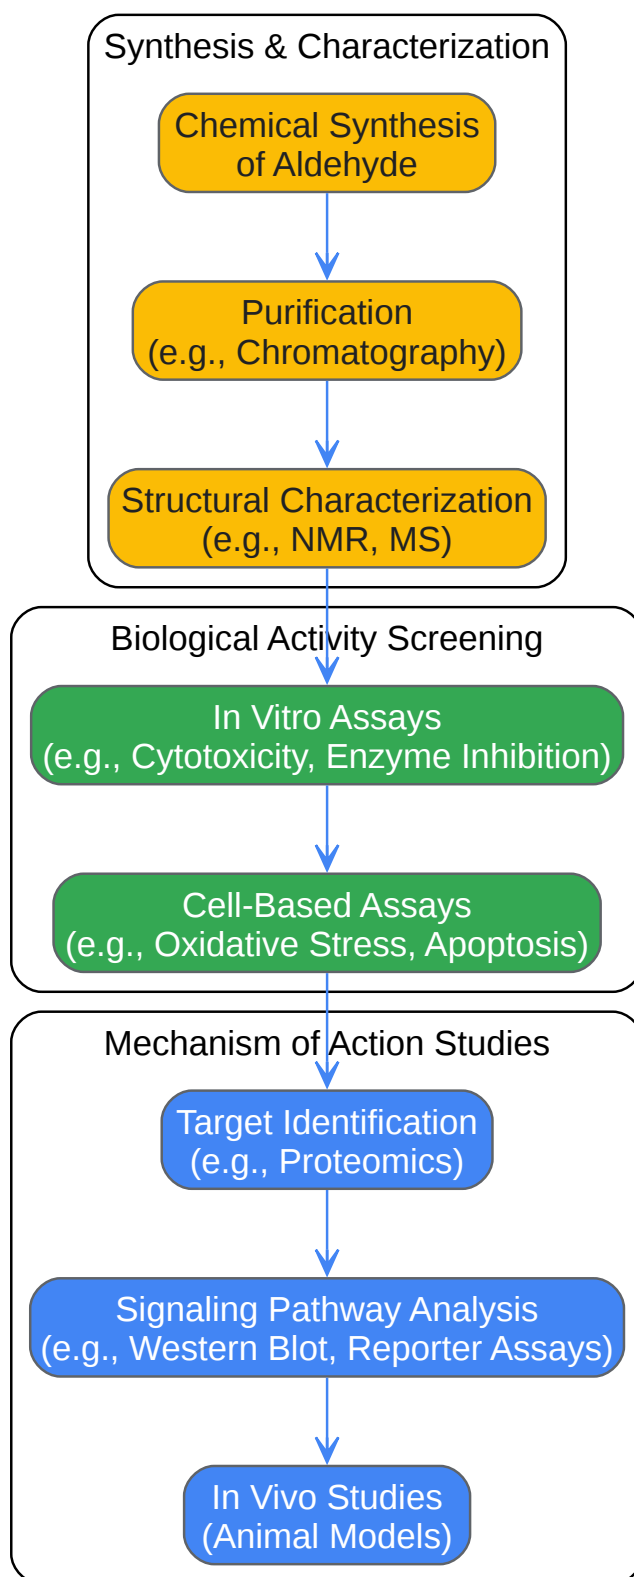 Synthesis & Characterization
Chemical Synthesis
of Aldehyde
Purification
(e.g., Chromatography)
Structural Characterization
(e.g., NMR, MS)
Biological Activity Screening
In Vitro Assays
(e.g., Cytotoxicity, Enzyme Inhibition)
Cell-Based Assays
(e.g., Oxidative Stress, Apoptosis)
Mechanism of Action Studies
Target Identification
(e.g., Proteomics)
Signaling Pathway Analysis
(e.g., Western Blot, Reporter Assays)
In Vivo Studies
(Animal Models)